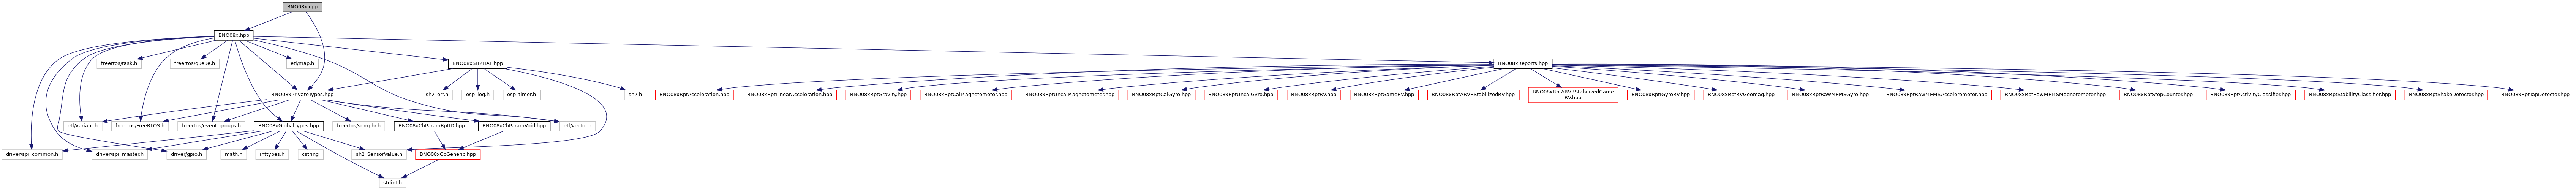 BNO08x.cpp
BNO08x.hpp
freertos/task.h
freertos/queue.h
etl/map.h
BNO08xSH2HAL.hpp
BNO08xReports.hpp
BNO08xPrivateTypes.hpp
sh2_err.h
esp_log.h
esp_timer.h
sh2.h
BNO08xRptAcceleration.hpp
BNO08xRptLinearAcceleration.hpp
BNO08xRptGravity.hpp
BNO08xRptCalMagnetometer.hpp
BNO08xRptUncalMagnetometer.hpp
BNO08xRptCalGyro.hpp
BNO08xRptUncalGyro.hpp
BNO08xRptRV.hpp
BNO08xRptGameRV.hpp
BNO08xRptARVRStabilizedRV.hpp
BNO08xRptARVRStabilizedGame
RV.hpp
BNO08xRptIGyroRV.hpp
BNO08xRptRVGeomag.hpp
BNO08xRptRawMEMSGyro.hpp
BNO08xRptRawMEMSAccelerometer.hpp
BNO08xRptRawMEMSMagnetometer.hpp
BNO08xRptStepCounter.hpp
BNO08xRptActivityClassifier.hpp
BNO08xRptStabilityClassifier.hpp
BNO08xRptShakeDetector.hpp
BNO08xRptTapDetector.hpp
etl/variant.h
freertos/FreeRTOS.h
freertos/event_groups.h
BNO08xGlobalTypes.hpp
freertos/semphr.h
BNO08xCbParamRptID.hpp
BNO08xCbParamVoid.hpp
etl/vector.h
driver/spi_common.h
driver/spi_master.h
driver/gpio.h
math.h
inttypes.h
cstring
sh2_SensorValue.h
BNO08xCbGeneric.hpp
stdint.h